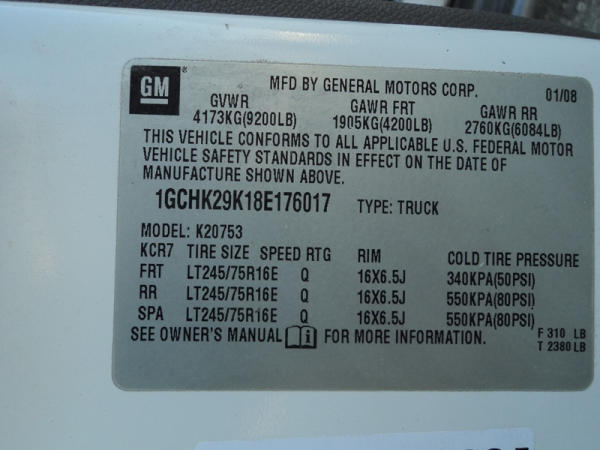 GM
MFD BY GENERAL MOTORS CORP. 01/08
GVWR GAWR FRT GAWR RR
4173KG(9200LB) 1905KG(4200LB) 2760KG(6084LB)
THIS VEHICLE CONFORMS TO ALL APPLICABLE U.S. FEDERAL MOTOR
VEHICLE SAFETY STANDARDS IN EFFECT ON THE DATE OF
MANUFACTURE SHOWN ABOVE.
1GCHK29K18E176017 TYPE: TRUCK
MODEL: K20753
KCR7 TIRE SIZE SPEED RTG RIM COLD TIRE PRESSURE
FRT LT245/75R16E Q 16X6.5J 340KPA(50PSI)
RR LT245/75R16E Q 16X6.5J 550KPA(80PSI)
SPA LT245/75R16E Q 16X6.5J 550KPA(80PSI)
SEE OWNER'S MANUAL i FOR MORE INFORMATION. F 310 LB
T 2380 LB